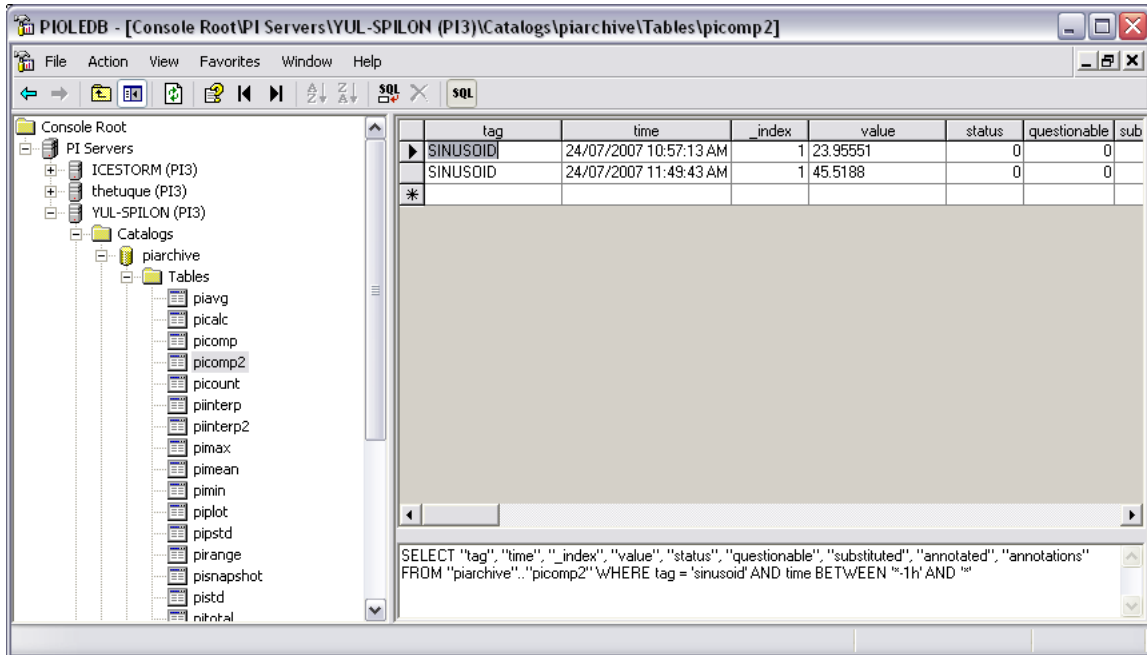 PIOLEDB - [Console Root\PI Servers\YUL-SPILON (PI3)\Catalogs\piarchive\Tables\picomp2]
File Action View Favorites Window Help
SQL SQL
Console Root
PI Servers
ICESTORM (PI3)
thetuque (PI3)
YUL-SPILON (PI3)
Catalogs
piarchive
Tables
piavg
picalc
picomp
picomp2
picount
piinterp
piinterp2
pimax
pimean
pimin
piplot
pipstd
pirange
pisnapshot
pistd
pitotal
tag time _index value status questionable sub
SINUSOID 24/07/2007 10:57:13 AM 1 23.95551 0 0
SINUSOID 24/07/2007 11:49:43 AM 1 45.5188 0 0
SELECT "tag", "time", "_index", "value", "status", "questionable", "substituted", "annotated", "annotations"
FROM "piarchive".."picomp2" WHERE tag = 'sinusoid' AND time BETWEEN '*-1h' AND '*'